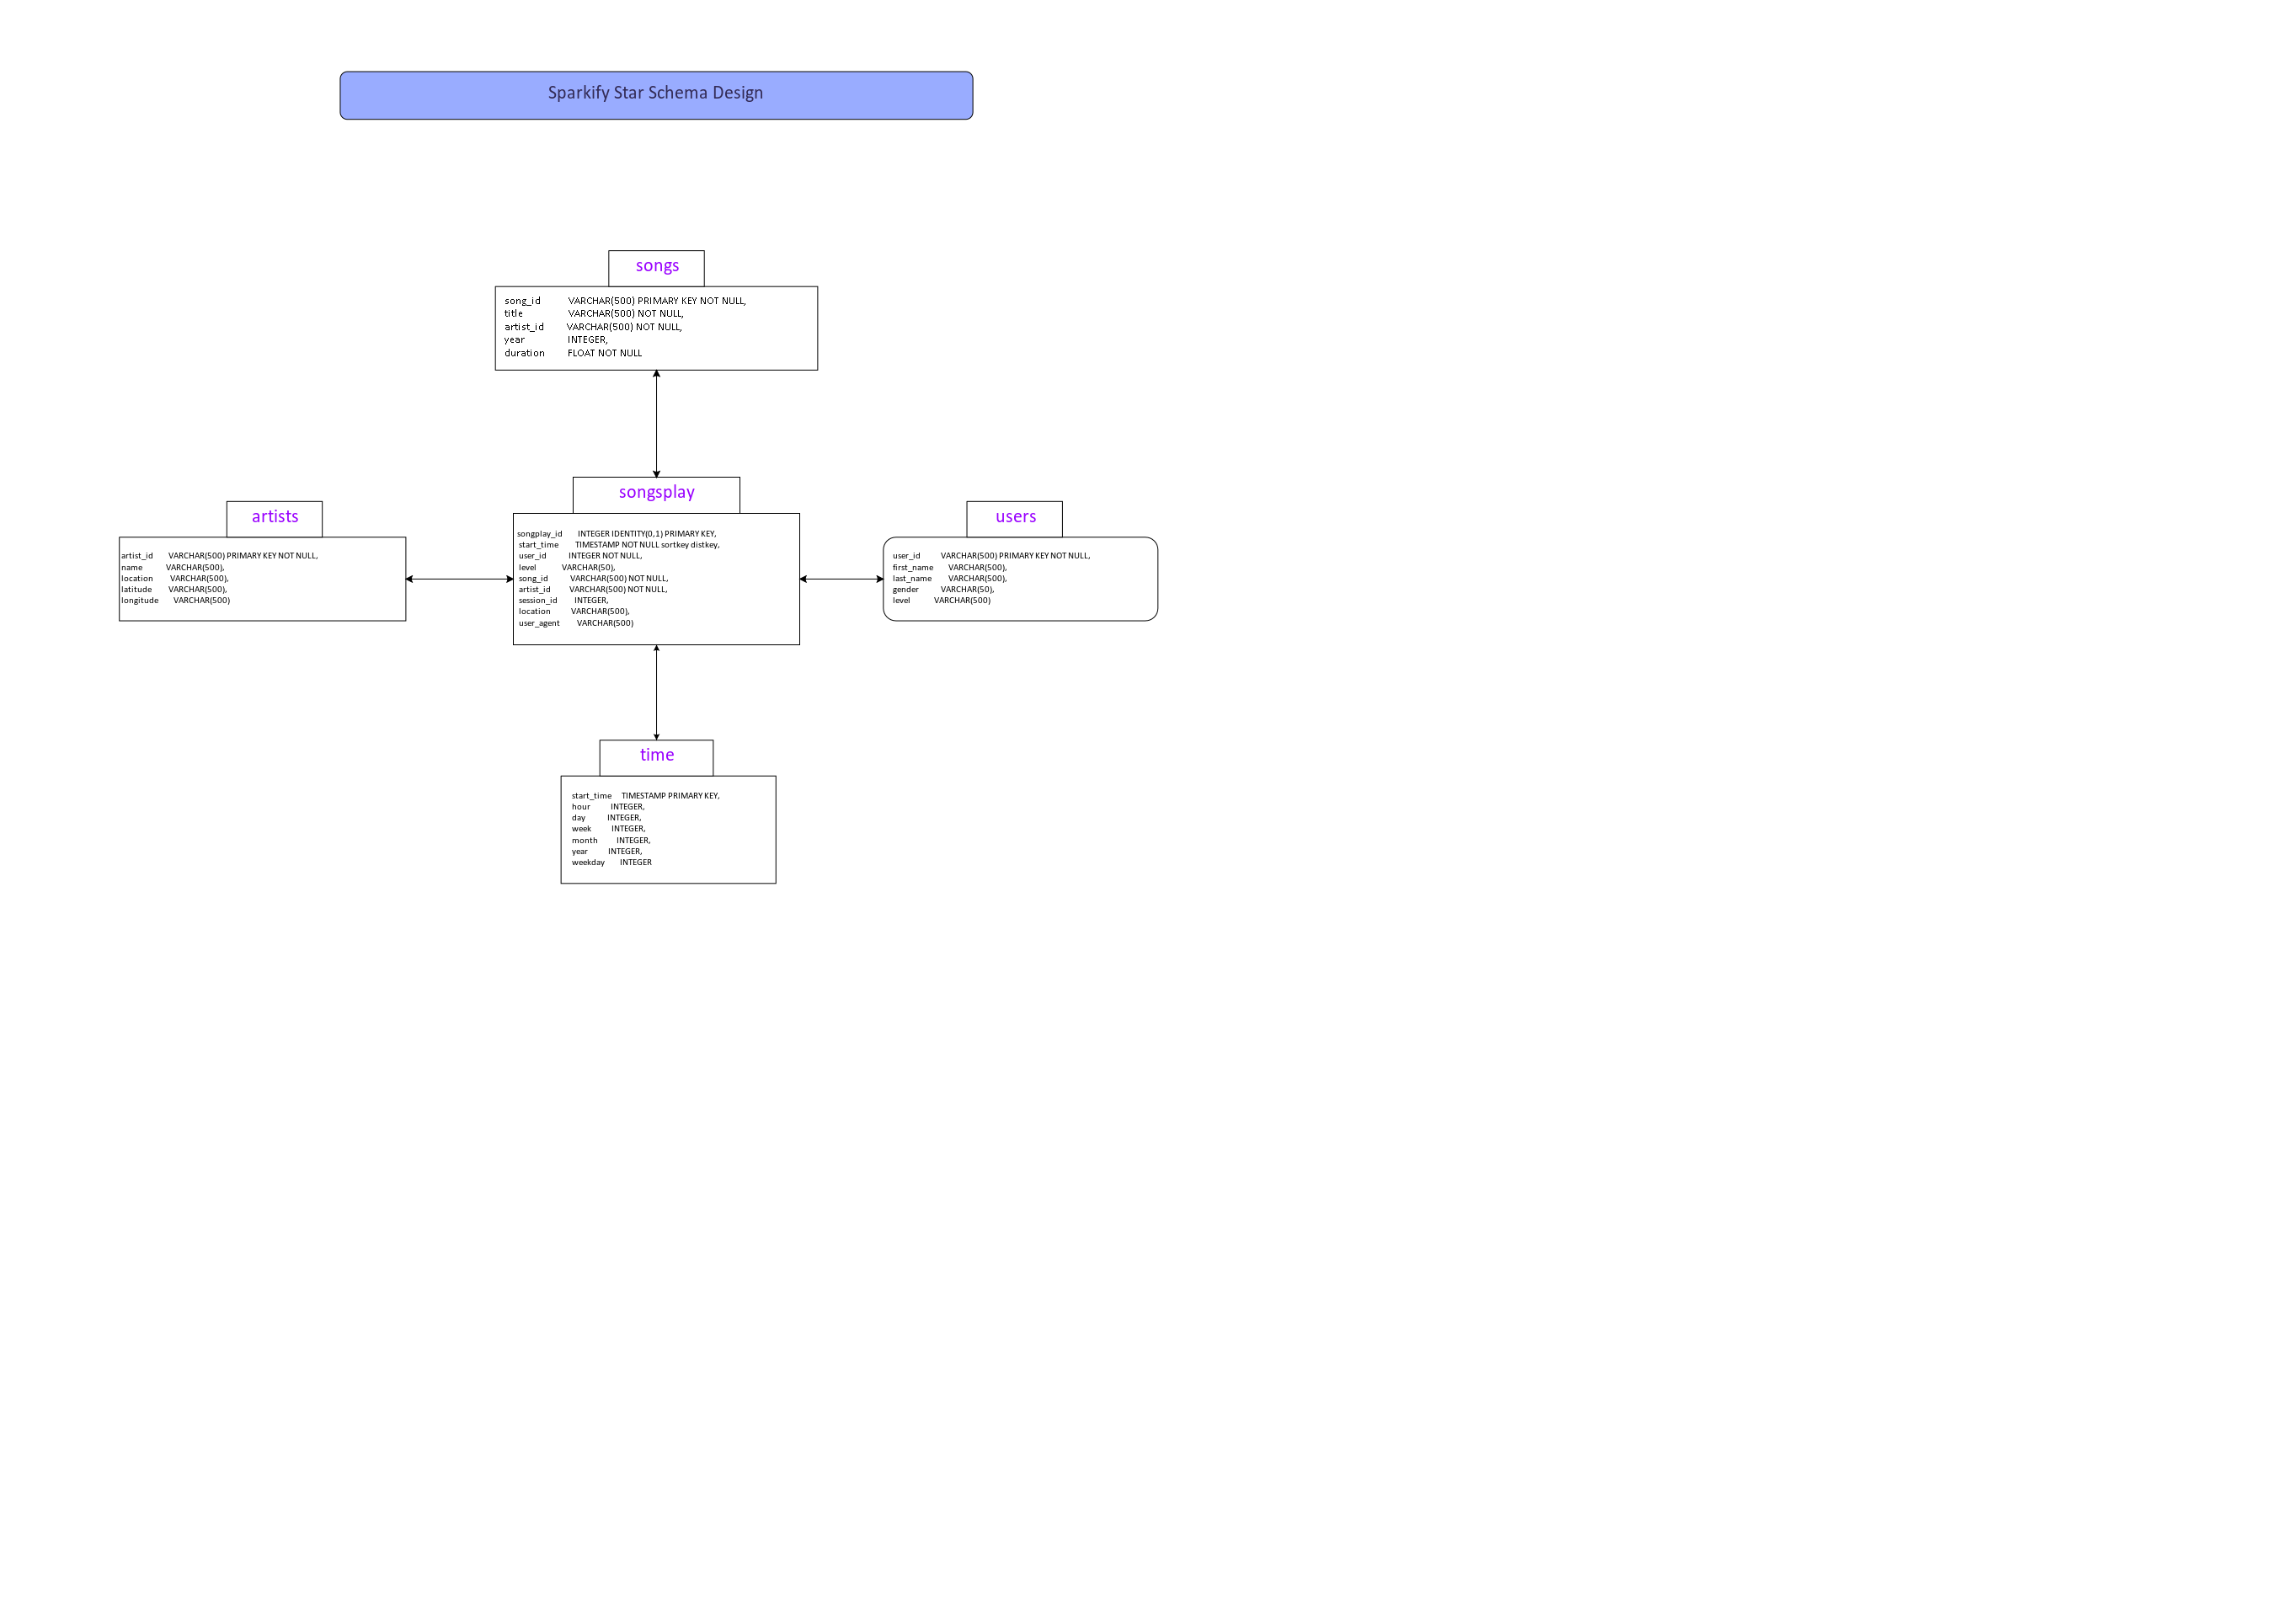 Sparkify Star Schema Design
songs
song_id VARCHAR(500) PRIMARY KEY NOT NULL,
title VARCHAR(500) NOT NULL,
artist_id VARCHAR(500) NOT NULL,
year INTEGER,
duration FLOAT NOT NULL
songsplay
songplay_id INTEGER IDENTITY(0,1) PRIMARY KEY,
start_time TIMESTAMP NOT NULL sortkey distkey,
user_id INTEGER NOT NULL,
level VARCHAR(50),
song_id VARCHAR(500) NOT NULL,
artist_id VARCHAR(500) NOT NULL,
session_id INTEGER,
location VARCHAR(500),
user_agent VARCHAR(500)
artists
artist_id VARCHAR(500) PRIMARY KEY NOT NULL,
name VARCHAR(500),
location VARCHAR(500),
latitude VARCHAR(500),
longitude VARCHAR(500)
users
user_id VARCHAR(500) PRIMARY KEY NOT NULL,
first_name VARCHAR(500),
last_name VARCHAR(500),
gender VARCHAR(50),
level VARCHAR(500)
time
start_time TIMESTAMP PRIMARY KEY,
hour INTEGER,
day INTEGER,
week INTEGER,
month INTEGER,
year INTEGER,
weekday INTEGER